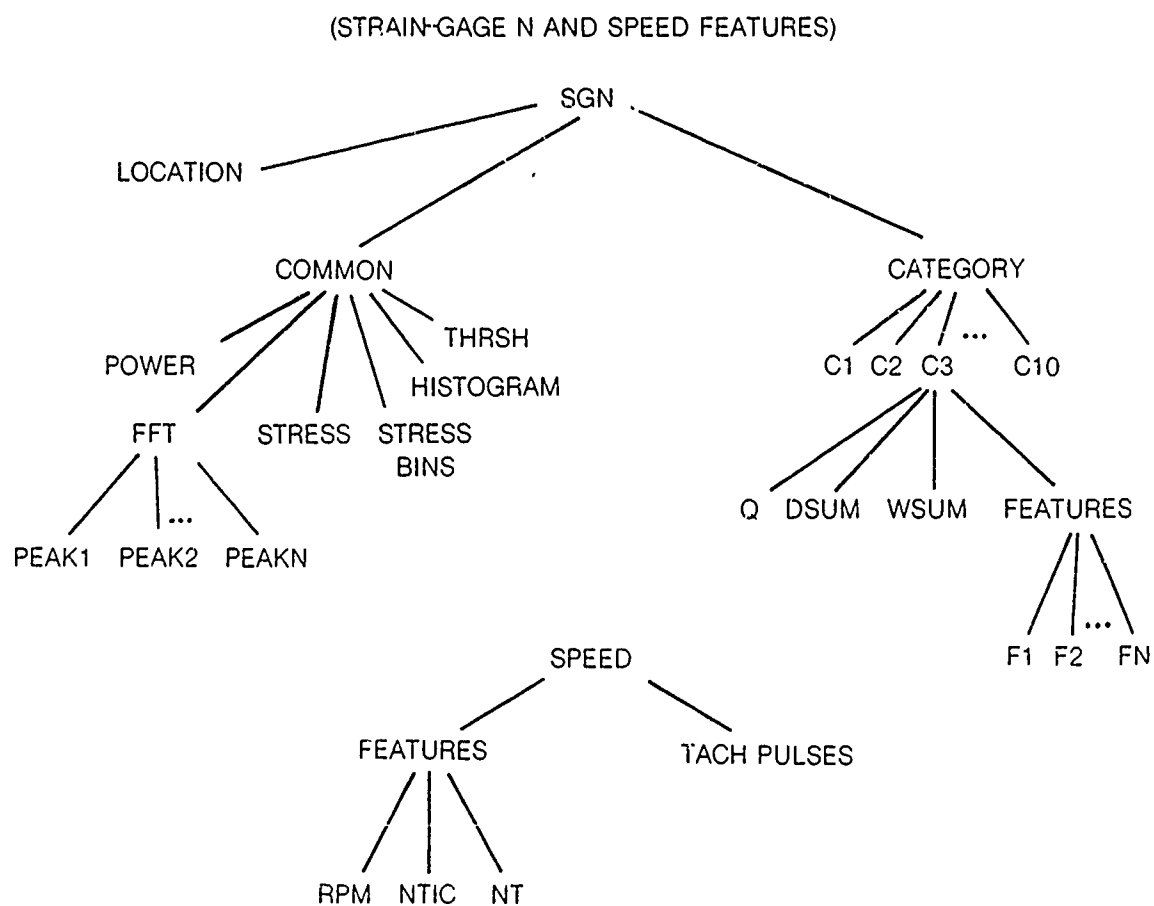 (STRAIN-GAGE N AND SPEED FEATURES)
SGN
LOCATION
COMMON
CATEGORY
POWER
THRSH
HISTOGRAM
C1 C2 C3 ... C10
FFT
STRESS
STRESS
BINS
Q DSUM WSUM FEATURES
PEAK1 PEAK2 ... PEAKN
F1 F2 ... FN
SPEED
FEATURES
TACH PULSES
RPM NTIC NT